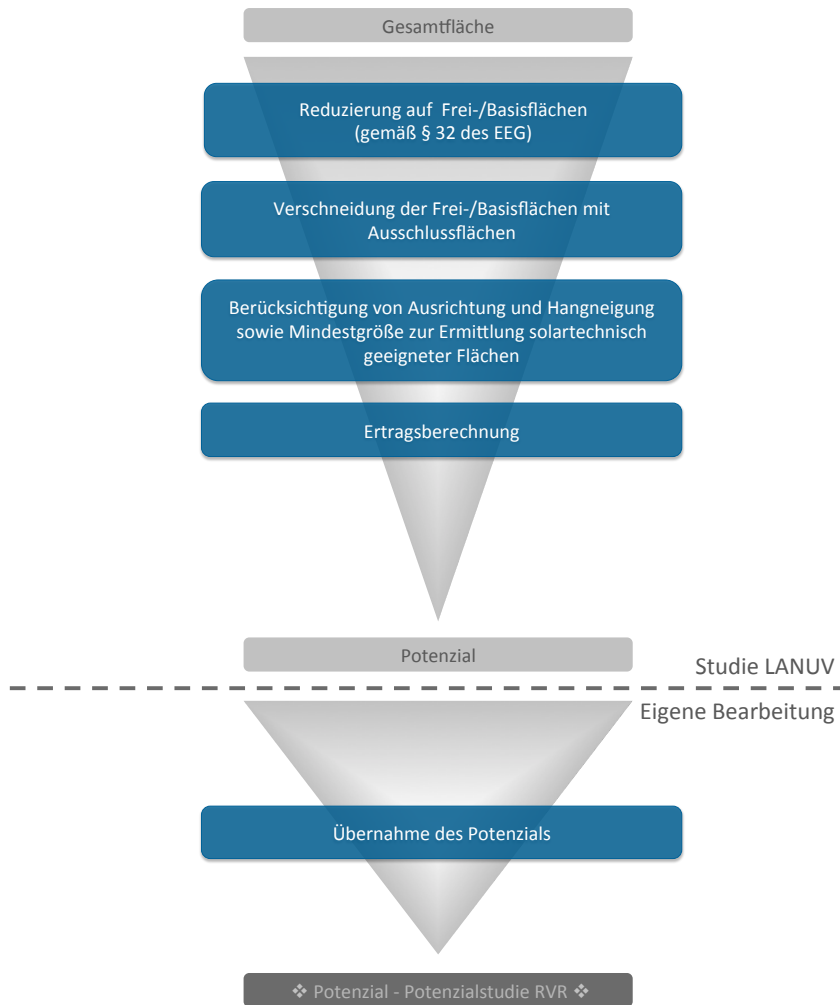 Gesamtfläche
Reduzierung auf Frei-/Basisflächen
(gemäß § 32 des EEG)
Verschneidung der Frei-/Basisflächen mit
Ausschlussflächen
Berücksichtigung von Ausrichtung und Hangneigung
sowie Mindestgröße zur Ermittlung solartechnisch
geeigneter Flächen
Ertragsberechnung
Potenzial
Studie LANUV
Eigene Bearbeitung
Übernahme des Potenzials
❖ Potenzial - Potenzialstudie RVR ❖